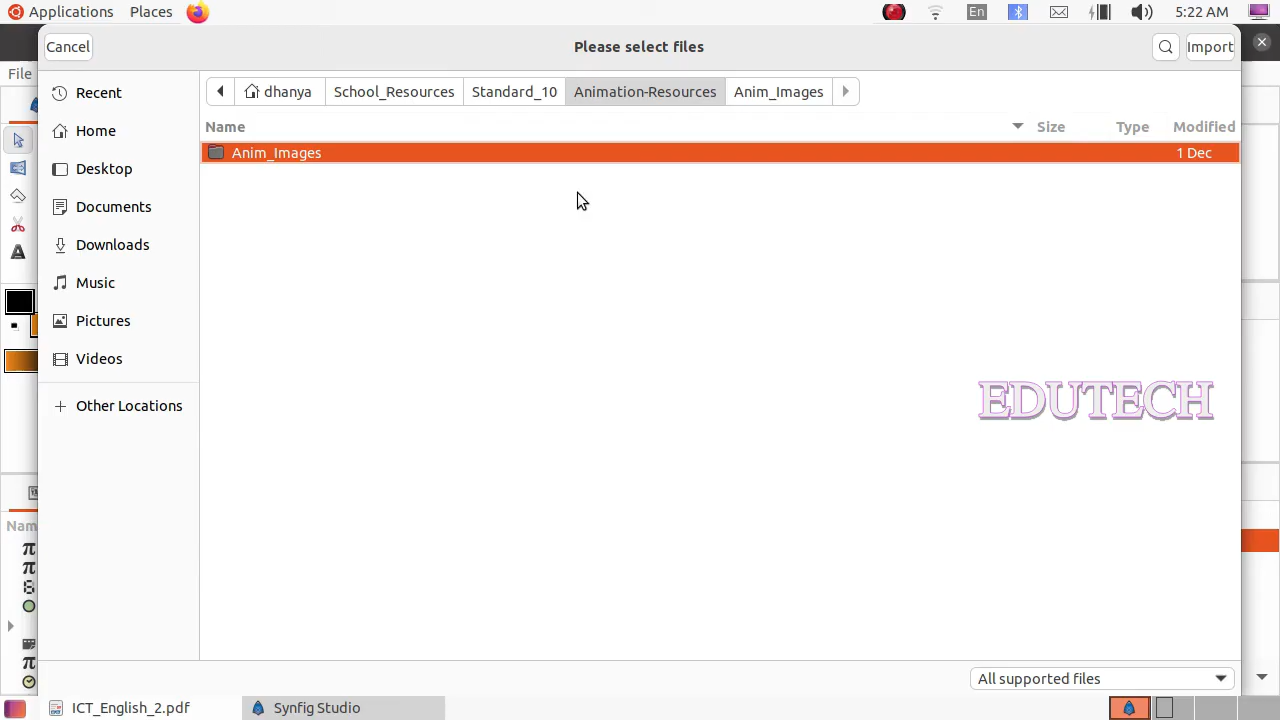 Applications Places En 5:22 AM
Cancel Please select files Import
File
dhanya School_Resources Standard_10 Animation-Resources Anim_Images
Name Size Type Modified
Anim_Images 1 Dec
Recent
Home
Desktop
Documents
Downloads
Music
Pictures
Videos
Other Locations
EDUTECH
Nam
All supported files
ICT_English_2.pdf Synfig Studio